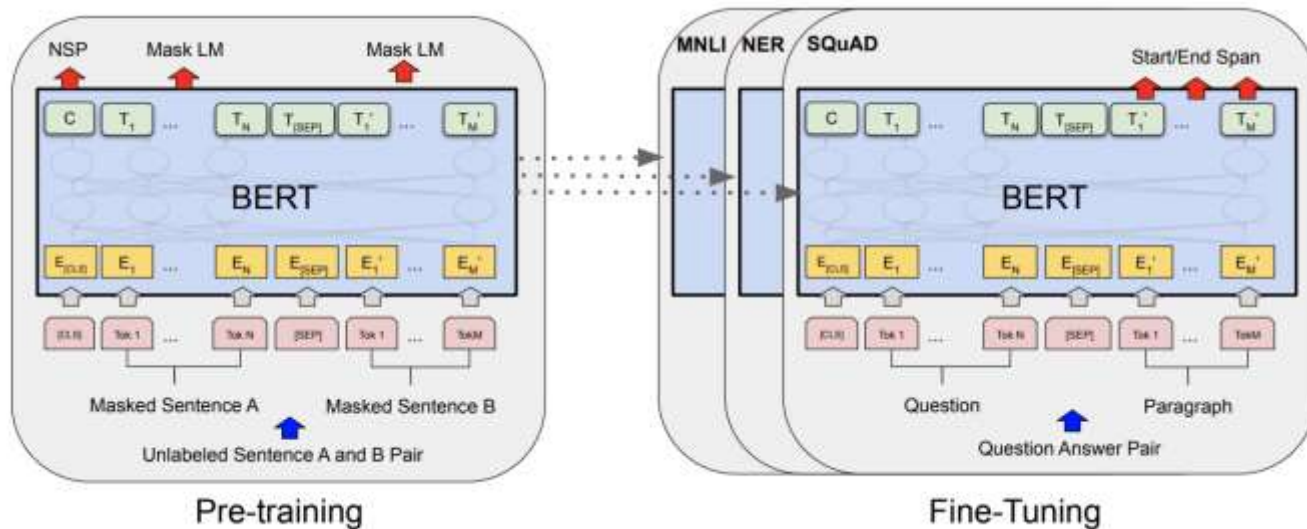 NSP Mask LM Mask LM
C T1 ... TN T[SEP] T1' ... TM'
BERT
E[CLS] E1 ... EN E[SEP] E1' ... EM'
[CLS] Tok 1 ... Tok N [SEP] Tok 1 ... TokM
Masked Sentence A Masked Sentence B
Unlabeled Sentence A and B Pair
Pre-training
MNLI NER SQuAD
Start/End Span
C T1 ... TN T[SEP] T1' ... TM'
BERT
E[CLS] E1 ... EN E[SEP] E1' ... EM'
[CLS] Tok 1 ... Tok N [SEP] Tok 1 ... TokM
Question Paragraph
Question Answer Pair
Fine-Tuning